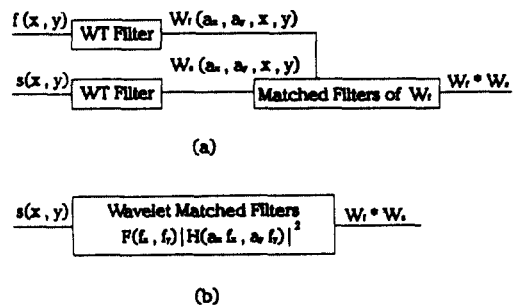 f(x, y)
W_f (a_x, a_y, x, y)
WT Filter
W_s (a_x, a_y, x, y)
s(x, y)
WT Filter
Matched Filters of W_f
W_f * W_s
(a)
s(x, y)
Wavelet Matched Filters
W_f * W_s
F(f_x, f_y)|H(a_x f_x, a_y f_y)|^2
(b)